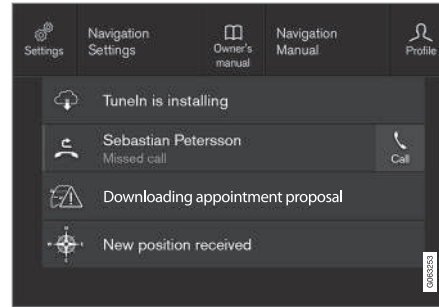 Settings
Navigation
Settings
Owner's
manual
Navigation
Manual
Profile
TuneIn is installing
Sebastian Petersson
Missed call
Call
Downloading appointment proposal
New position received
G063253